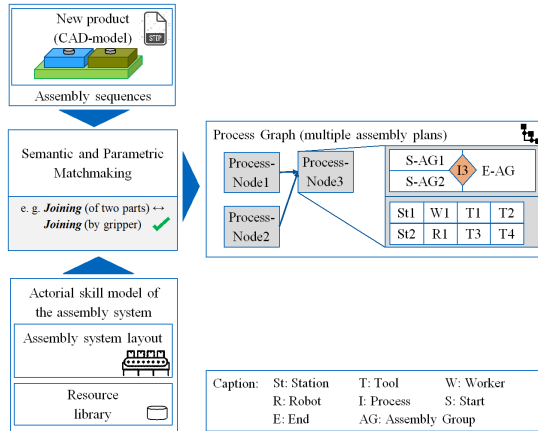 New product
(CAD-model)
STEP
Assembly sequences
Semantic and Parametric
Matchmaking
e. g. Joining (of two parts) ↔
Joining (by gripper)
Actorial skill model of
the assembly system
Assembly system layout
Resource
library
Process Graph (multiple assembly plans)
Process-
Node1
Process-
Node3
Process-
Node2
S-AG1
S-AG2
I3
E-AG
St1 W1 T1 T2
St2 R1 T3 T4
Caption: St: Station T: Tool W: Worker
R: Robot I: Process S: Start
E: End AG: Assembly Group